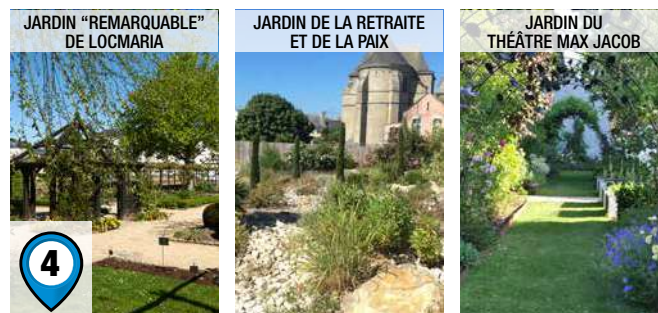 JARDIN “REMARQUABLE”
DE LOCMARIA
JARDIN DE LA RETRAITE
ET DE LA PAIX
JARDIN DU
THÉÂTRE MAX JACOB
4